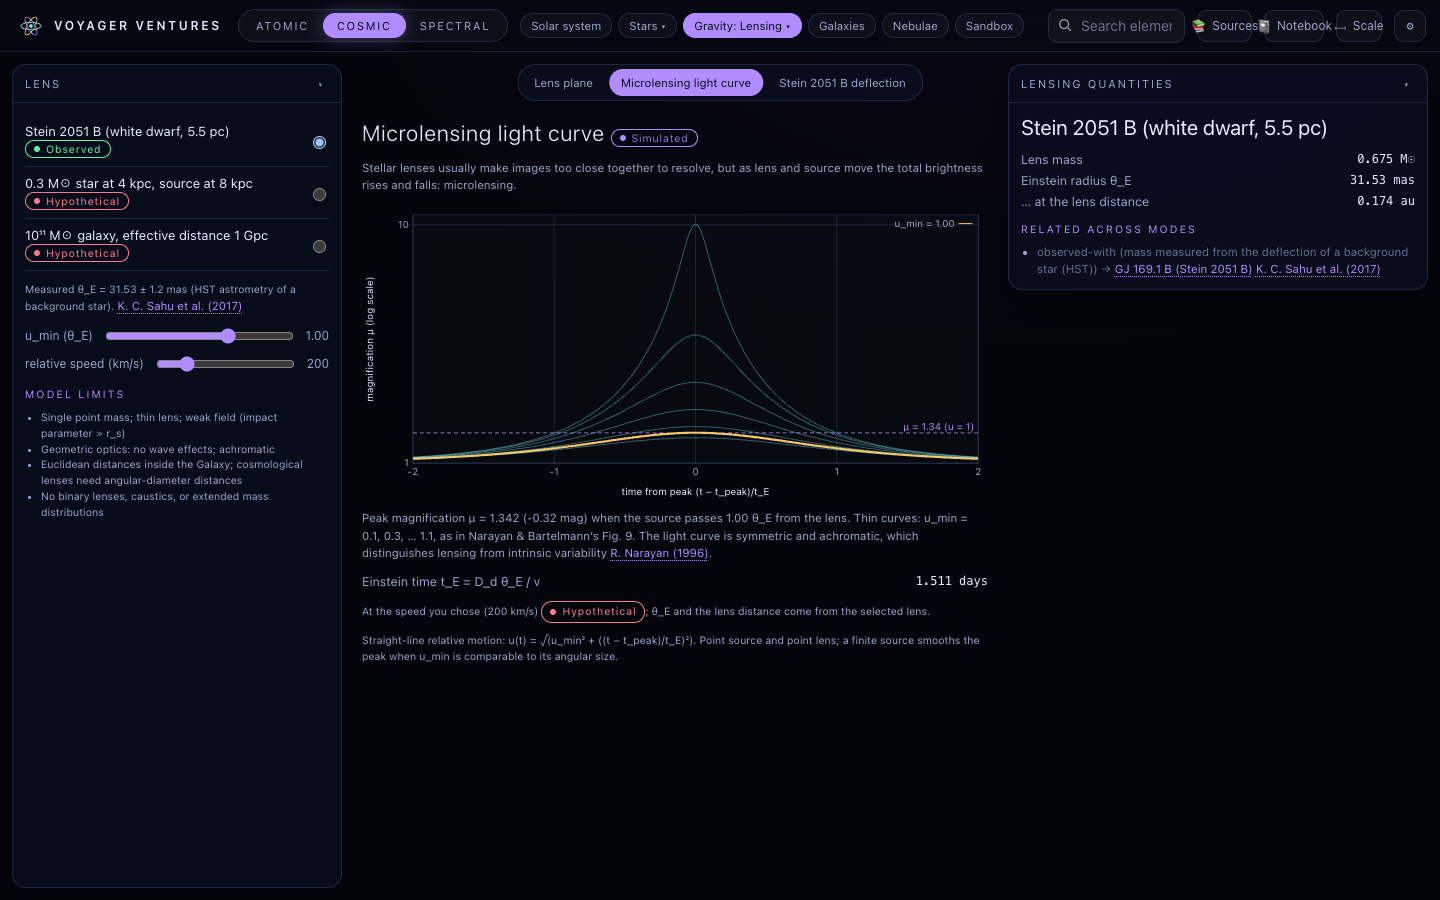 VOYAGER VENTURES
ATOMIC
COSMIC
SPECTRAL
Solar system
Stars ▾
Gravity: Lensing ▾
Galaxies
Nebulae
Sandbox
Search elemer
Sources
Notebook
Scale
LENS
Stein 2051 B (white dwarf, 5.5 pc)
Observed
0.3 M☉ star at 4 kpc, source at 8 kpc
Hypothetical
10¹¹ M☉ galaxy, effective distance 1 Gpc
Hypothetical
Measured θ_E = 31.53 ± 1.2 mas (HST astrometry of a
background star). K. C. Sahu et al. (2017)
u_min (θ_E) 1.00
relative speed (km/s) 200
MODEL LIMITS
• Single point mass; thin lens; weak field (impact
parameter » r_s)
• Geometric optics: no wave effects; achromatic
• Euclidean distances inside the Galaxy; cosmological
lenses need angular-diameter distances
• No binary lenses, caustics, or extended mass
distributions
Lens plane
Microlensing light curve
Stein 2051 B deflection
Microlensing light curve
Simulated
Stellar lenses usually make images too close together to resolve, but as lens and source move the total brightness
rises and falls: microlensing.
10
u_min = 1.00
magnification μ (log scale)
μ = 1.34 (u = 1)
1
-2 -1 0 1 2
time from peak (t − t_peak)/t_E
Peak magnification μ = 1.342 (-0.32 mag) when the source passes 1.00 θ_E from the lens. Thin curves: u_min =
0.1, 0.3, … 1.1, as in Narayan & Bartelmann's Fig. 9. The light curve is symmetric and achromatic, which
distinguishes lensing from intrinsic variability R. Narayan (1996).
Einstein time t_E = D_d θ_E / v 1.511 days
At the speed you chose (200 km/s) Hypothetical; θ_E and the lens distance come from the selected lens.
Straight-line relative motion: u(t) = √(u_min² + ((t − t_peak)/t_E)²). Point source and point lens; a finite source smooths the
peak when u_min is comparable to its angular size.
LENSING QUANTITIES
Stein 2051 B (white dwarf, 5.5 pc)
Lens mass 0.675 M☉
Einstein radius θ_E 31.53 mas
… at the lens distance 0.174 au
RELATED ACROSS MODES
• observed-with (mass measured from the deflection of a background
star (HST)) → GJ 169.1 B (Stein 2051 B) K. C. Sahu et al. (2017)